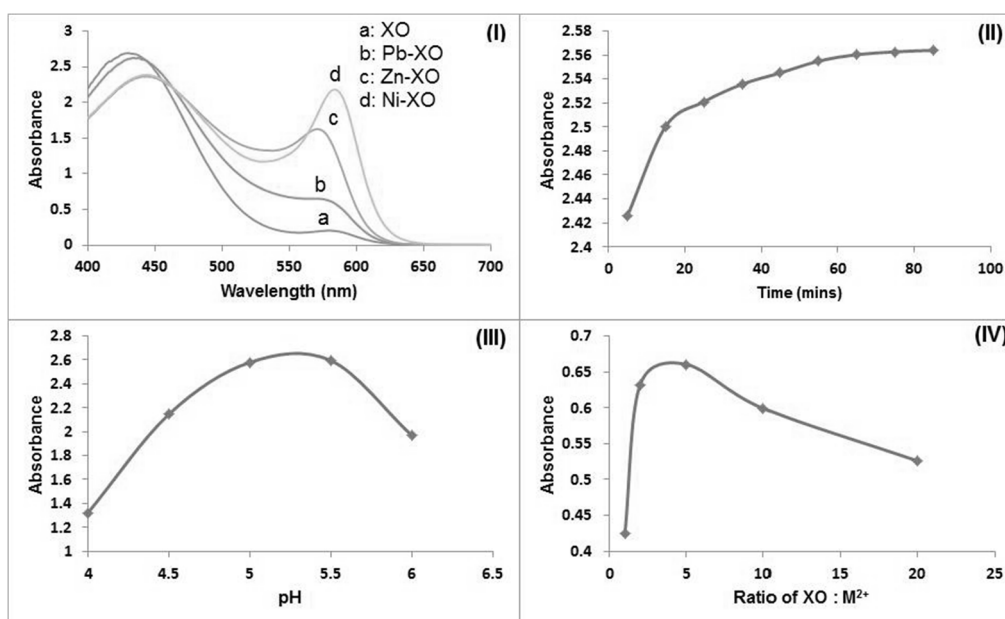 (I)
a: XO
b: Pb-XO
c: Zn-XO
d: Ni-XO
Absorbance
3
2.5
2
1.5
1
0.5
0
d
c
b
a
400
450
500
550
600
650
700
Wavelength (nm)
(II)
Absorbance
2.58
2.56
2.54
2.52
2.5
2.48
2.46
2.44
2.42
2.4
0
20
40
60
80
100
Time (mins)
(III)
Absorbance
2.8
2.6
2.4
2.2
2
1.8
1.6
1.4
1.2
1
4
4.5
5
5.5
6
6.5
pH
(IV)
Absorbance
0.7
0.65
0.6
0.55
0.5
0.45
0.4
0
5
10
15
20
25
Ratio of XO : M²⁺